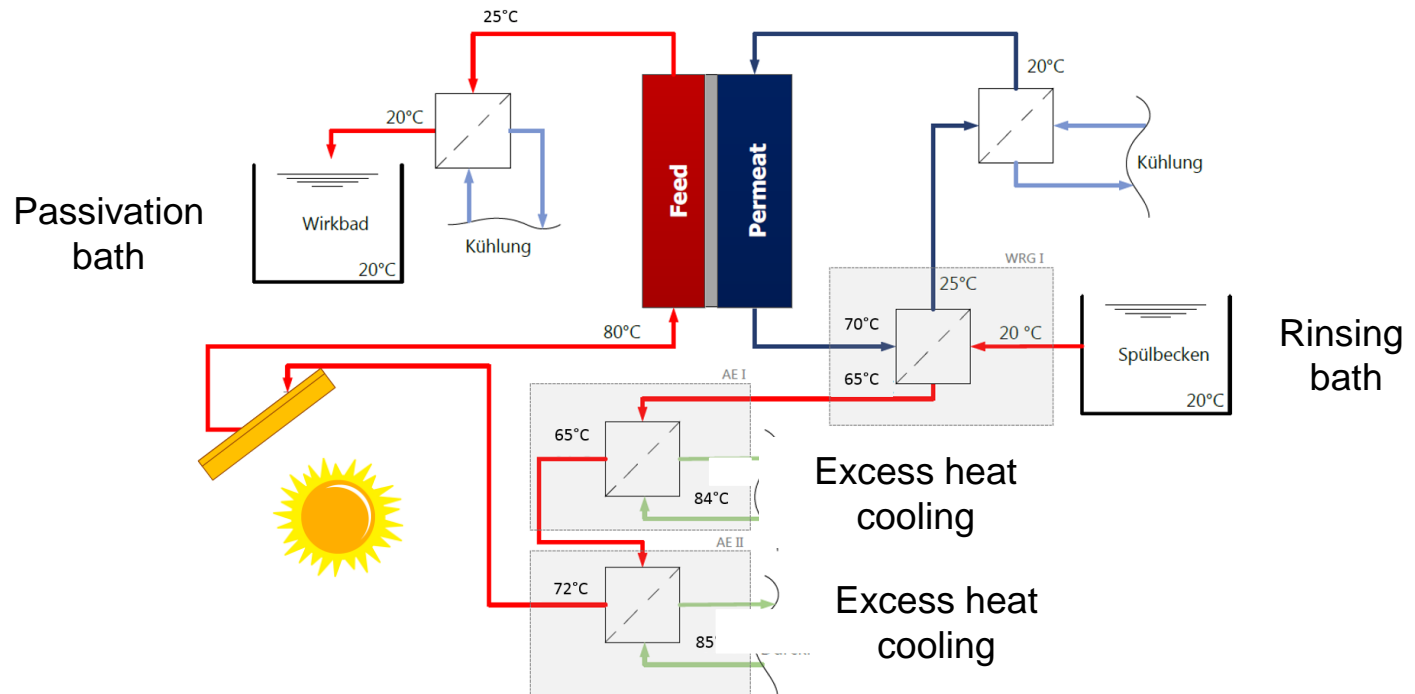 25°C
20°C
20°C
Kühlung
Passivation
bath
Wirkbad
20°C
Kühlung
Feed
Permeat
WRG I
25°C
80°C
70°C
20 °C
Spülbecken
20°C
Rinsing
bath
65°C
AE I
65°C
84°C
Excess heat
cooling
AE II
72°C
85°
Excess heat
cooling